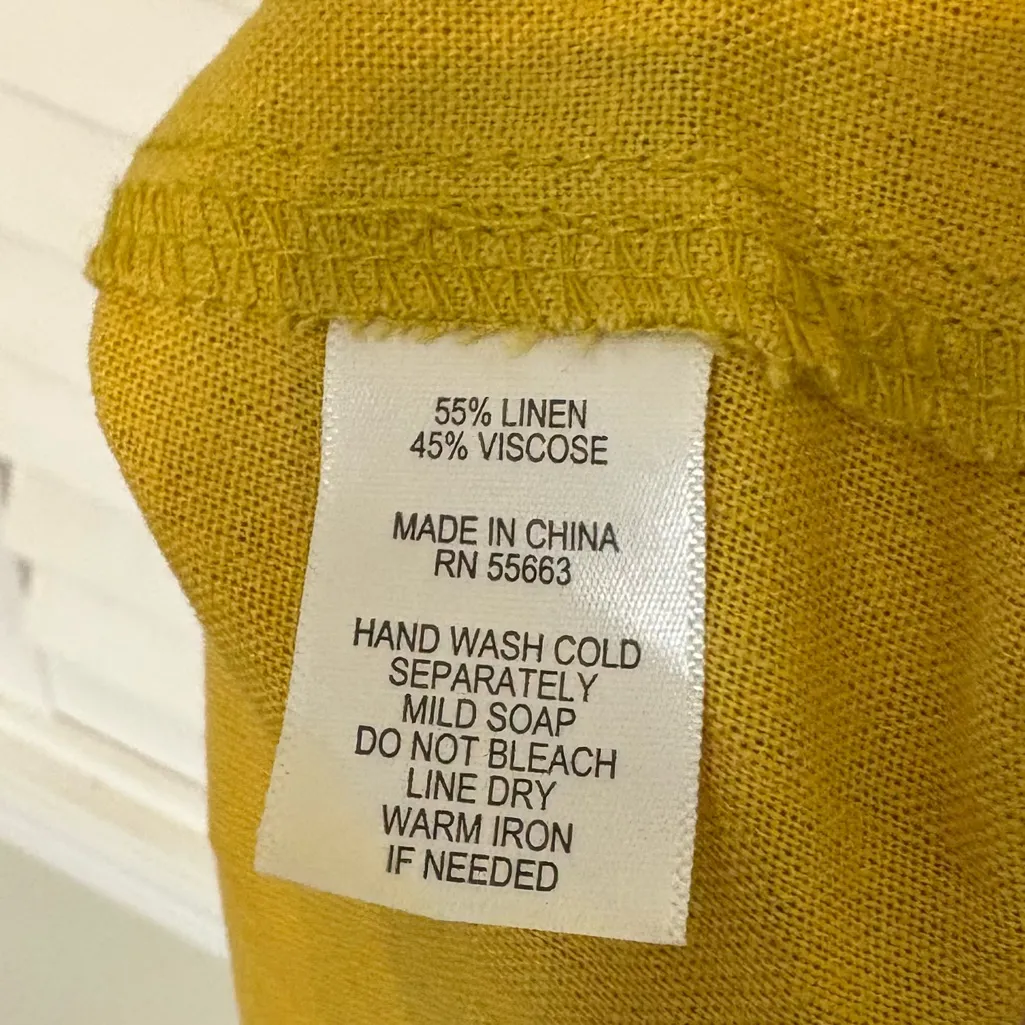 55% LINEN
45% VISCOSE
MADE IN CHINA
RN 55663
HAND WASH COLD
SEPARATELY
MILD SOAP
DO NOT BLEACH
LINE DRY
WARM IRON
IF NEEDED